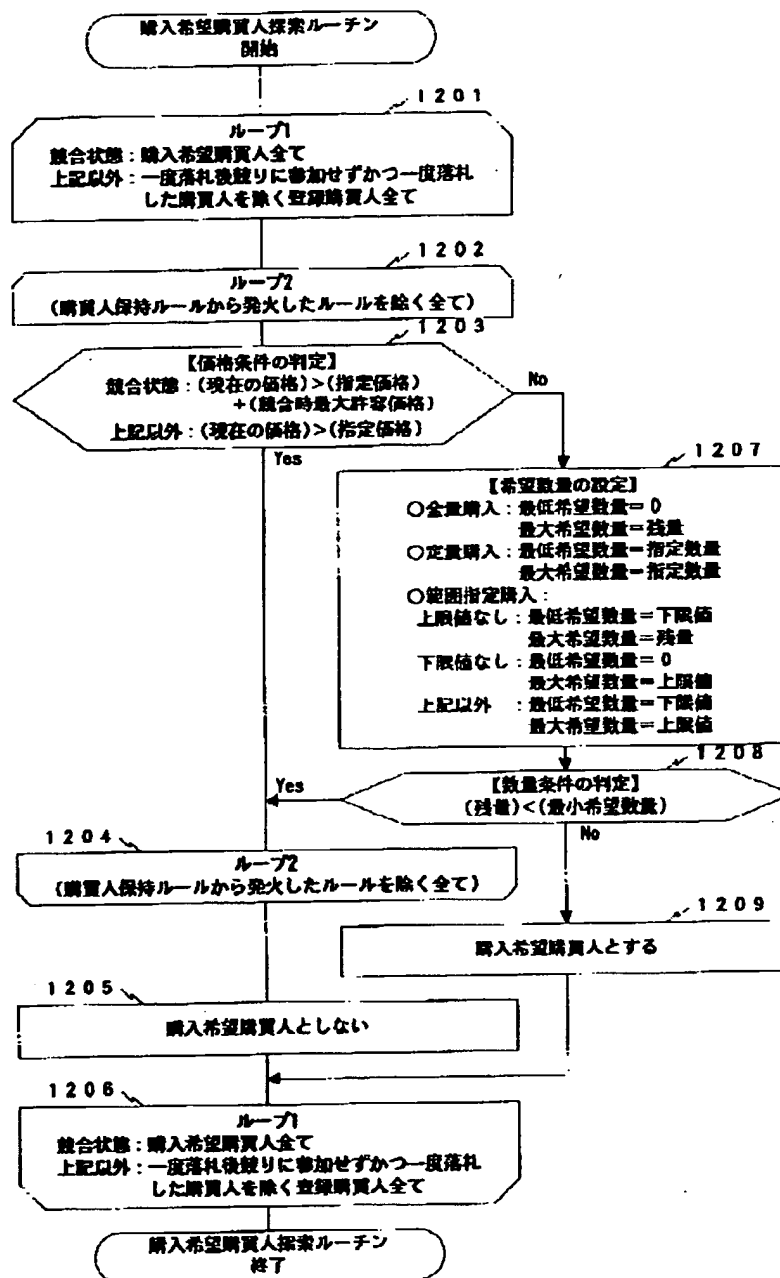 購入希望購買人探索ルーチン
開始
1201
ループ1
競合状態：購入希望購買人全て
上記以外：一度落札後競りに参加せずかつ一度落札
した購買人を除く登録購買人全て
1202
ループ2
(購買人保持ルールから発火したルールを除く全て)
1203
【価格条件の判定】
競合状態：(現在の価格)>(指定価格)
+(競合時最大許容価格)
上記以外：(現在の価格)>(指定価格)
No
Yes
1207
【希望数量の設定】
○全量購入：最低希望数量＝0
最大希望数量＝残量
○定量購入：最低希望数量＝指定数量
最大希望数量＝指定数量
○範囲指定購入：
上限値なし：最低希望数量＝下限値
最大希望数量＝残量
下限値なし：最低希望数量＝0
最大希望数量＝上限値
上記以外　：最低希望数量＝下限値
最大希望数量＝上限値
1208
【数量条件の判定】
(残量)<(最小希望数量)
Yes
No
1204
ループ2
(購買人保持ルールから発火したルールを除く全て)
1209
購入希望購買人とする
1205
購入希望購買人としない
1206
ループ1
競合状態：購入希望購買人全て
上記以外：一度落札後競りに参加せずかつ一度落札
した購買人を除く登録購買人全て
購入希望購買人探索ルーチン
終了